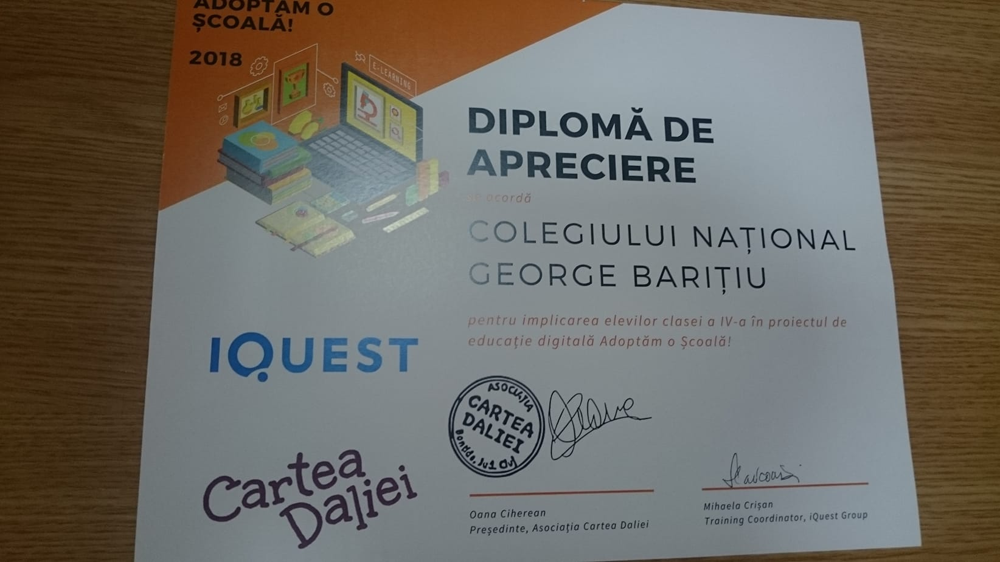 ADOPTĂM O
ȘCOALĂ!
2018
E-LEARNING
DIPLOMĂ DE
APRECIERE
se acordă
COLEGIULUI NAȚIONAL
GEORGE BARIȚIU
pentru implicarea elevilor clasei a IV-a în proiectul de
educație digitală Adoptăm o Școală!
IQUEST
ASOCIAȚIA
CARTEA
DALIEI
Bonțida, Jud. Cluj
Cartea
Daliei
Oana Ciherean
Președinte, Asociația Cartea Daliei
Mihaela Crișan
Training Coordinator, iQuest Group